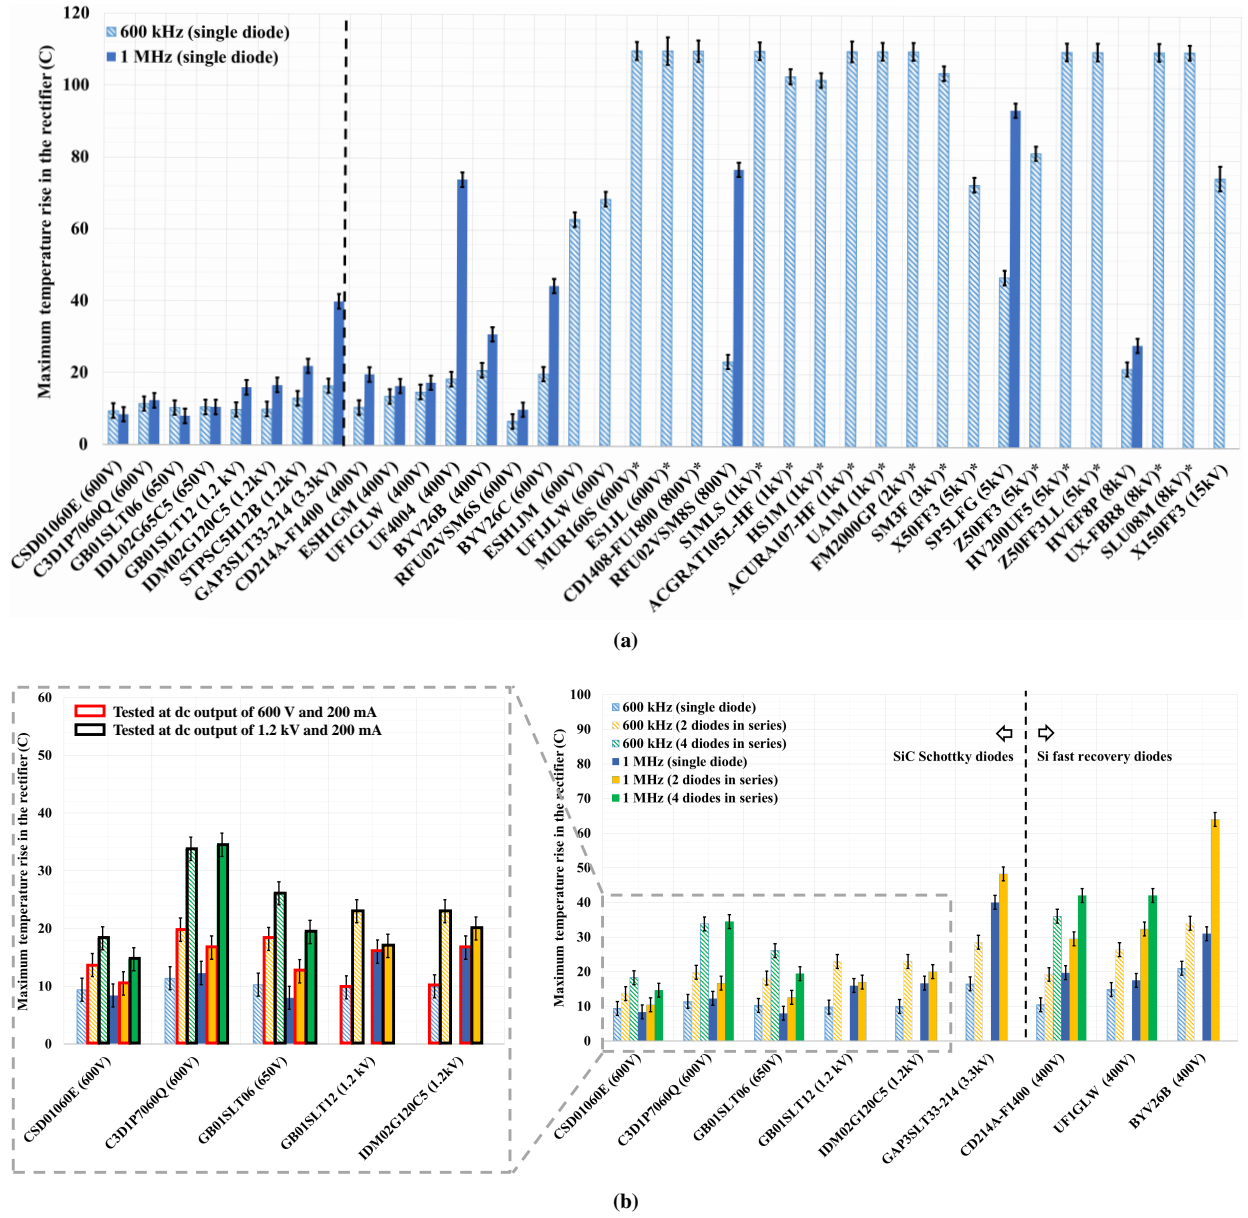 Maximum temperature rise in the rectifier (C)
120
100
80
60
40
20
0
600 kHz (single diode)
1 MHz (single diode)
CSD01060E (600V)
C3D1P7060Q (600V)
GB01SLT06 (650V)
IDL02G65C5 (650V)
GB01SLT12 (1.2 kV)
IDM02G120C5 (1.2kV)
STPSC5H12B (1.2kV)
GAP3SLT33-214 (3.3kV)
CD214A-F1400 (400V)
ESH1GM (400V)
UF1GLW (400V)
UF4004 (400V)
BYV26B (400V)
RFU02VSM6S (600V)
BYV26C (600V)
ESH1JM (600V)
UF1JLW (600V)
MUR160S (600V)*
ES1JL (600V)*
CD1408-FU1800 (800V)*
RFU02VSM8S (800V)
S1MLS (1kV)*
ACGRAT105L-HF (1kV)*
HS1M (1kV)*
ACURA107-HF (1kV)*
UA1M (1kV)*
FM2000GP (2kV)*
SM3F (3kV)*
X50FF3 (5kV)*
SP5LFG (5kV)
Z50FF3 (5kV)*
HV200UF5 (5kV)*
Z50FF3LL (5kV)*
HVEF8P (8kV)
UX-FBR8 (8kV)*
SLU08M (8kV)*
X150FF3 (15kV)
(a)
Maximum temperature rise in the rectifier (C)
60
50
40
30
20
10
0
Tested at dc output of 600 V and 200 mA
Tested at dc output of 1.2 kV and 200 mA
CSD01060E (600V)
C3D1P7060Q (600V)
GB01SLT06 (650V)
GB01SLT12 (1.2 kV)
IDM02G120C5 (1.2kV)
Maximum temperature rise in the rectifier (C)
100
90
80
70
60
50
40
30
20
10
0
600 kHz (single diode)
600 kHz (2 diodes in series)
600 kHz (4 diodes in series)
1 MHz (single diode)
1 MHz (2 diodes in series)
1 MHz (4 diodes in series)
SiC Schottky diodes
Si fast recovery diodes
CSD01060E (600V)
C3D1P7060Q (600V)
GB01SLT06 (650V)
GB01SLT12 (1.2 kV)
IDM02G120C5 (1.2kV)
GAP3SLT33-214 (3.3kV)
CD214A-F1400 (400V)
UF1GLW (400V)
BYV26B (400V)
(b)